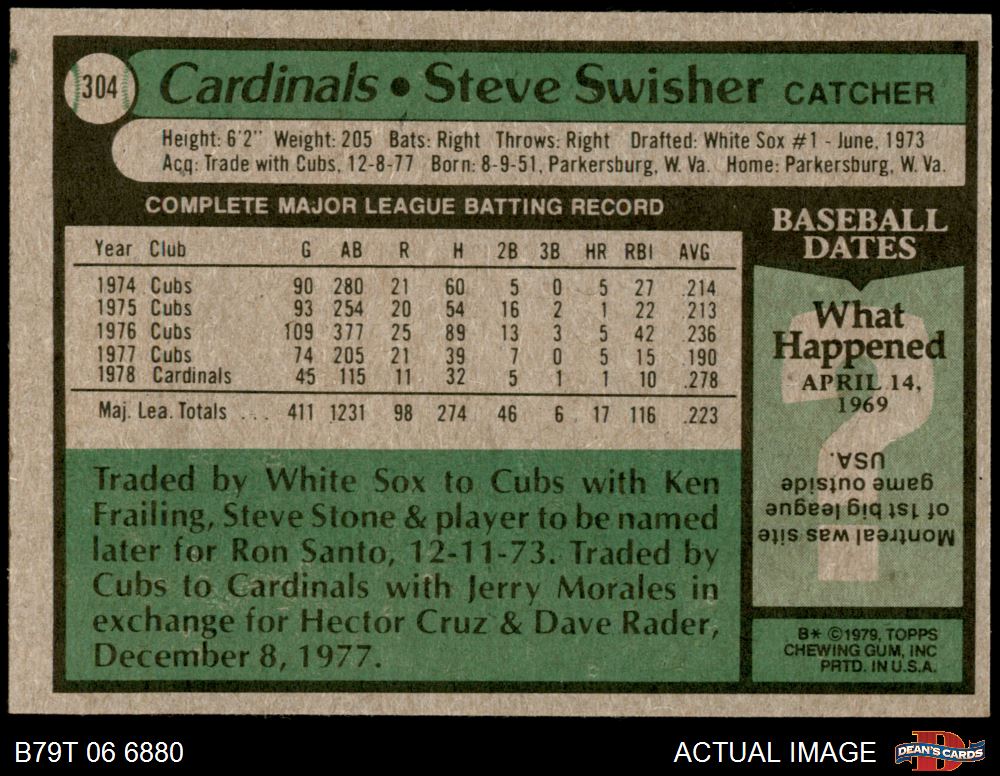 304
Cardinals • Steve Swisher CATCHER
Height: 6'2" Weight: 205 Bats: Right Throws: Right Drafted: White Sox #1 - June, 1973
Acq: Trade with Cubs, 12-8-77 Born: 8-9-51, Parkersburg, W. Va. Home: Parkersburg, W. Va.
COMPLETE MAJOR LEAGUE BATTING RECORD
Year Club G AB R H 2B 3B HR RBI AVG
1974 Cubs 90 280 21 60 5 0 5 27 .214
1975 Cubs 93 254 20 54 16 2 1 22 .213
1976 Cubs 109 377 25 89 13 3 5 42 .236
1977 Cubs 74 205 21 39 7 0 5 15 .190
1978 Cardinals 45 115 11 32 5 1 1 10 .278
Maj. Lea. Totals ... 411 1231 98 274 46 6 17 116 .223
Traded by White Sox to Cubs with Ken
Frailing, Steve Stone & player to be named
later for Ron Santo, 12-11-73. Traded by
Cubs to Cardinals with Jerry Morales in
exchange for Hector Cruz & Dave Rader,
December 8, 1977.
BASEBALL
DATES
What
Happened
APRIL 14,
1969
?
Montreal was site
of 1st big league
game outside
USA.
B* ©1979, TOPPS
CHEWING GUM, INC
PRTD. IN U.S.A.
B79T 06 6880
ACTUAL IMAGE
D
DEAN'S CARDS